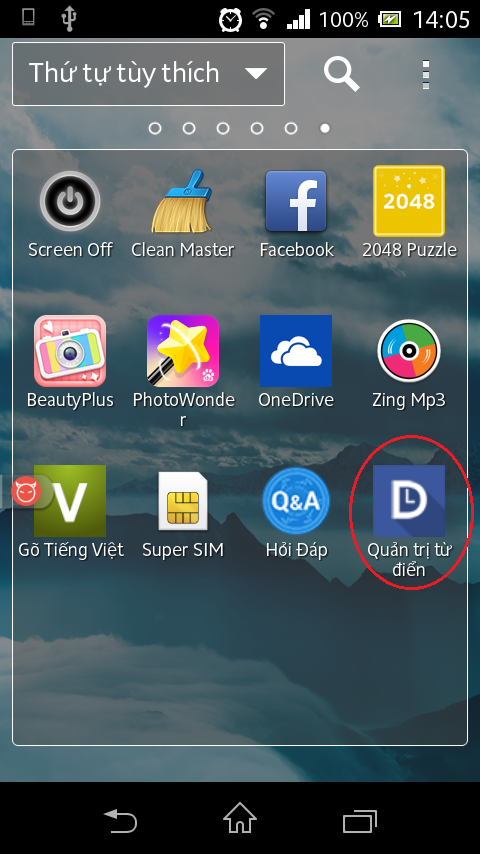 100% 14:05
Thứ tự tùy thích
2048
Screen Off Clean Master Facebook 2048 Puzzle
BeautyPlus PhotoWonde Zing Mp3 OneDrive
r
V Q&A D
Gõ Tiếng Việt Super SIM Hỏi Đáp Quản trị từ
điển